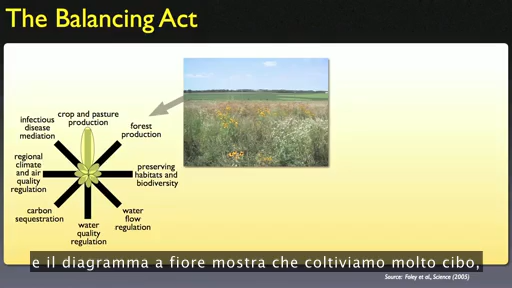 The Balancing Act
crop and pasture
production
infectious
disease
mediation
forest
production
regional
climate
and air
quality
regulation
preserving
habitats and
biodiversity
carbon
sequestration
water
quality
regulation
water
flow
regulation
e il diagramma a fiore mostra che coltiviamo molto cibo,
Source: Foley et al., Science (2005)